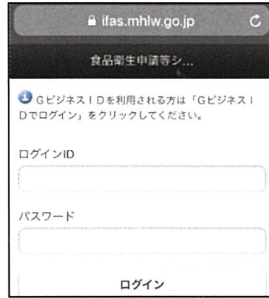 ifas.mhlw.go.jp
食品衛生申請等シ...
GビジネスIDを利用される方は「GビジネスI
Dでログイン」をクリックしてください。
ログインID
パスワード
ログイン